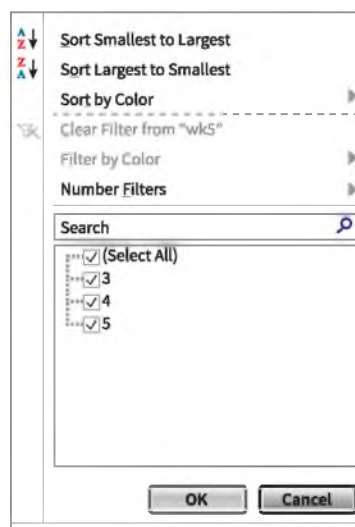 Sort Smallest to Largest
Sort Largest to Smallest
Sort by Color
Clear Filter from "wk5"
Filter by Color
Number Filters
Search
(Select All)
3
4
5
OK
Cancel